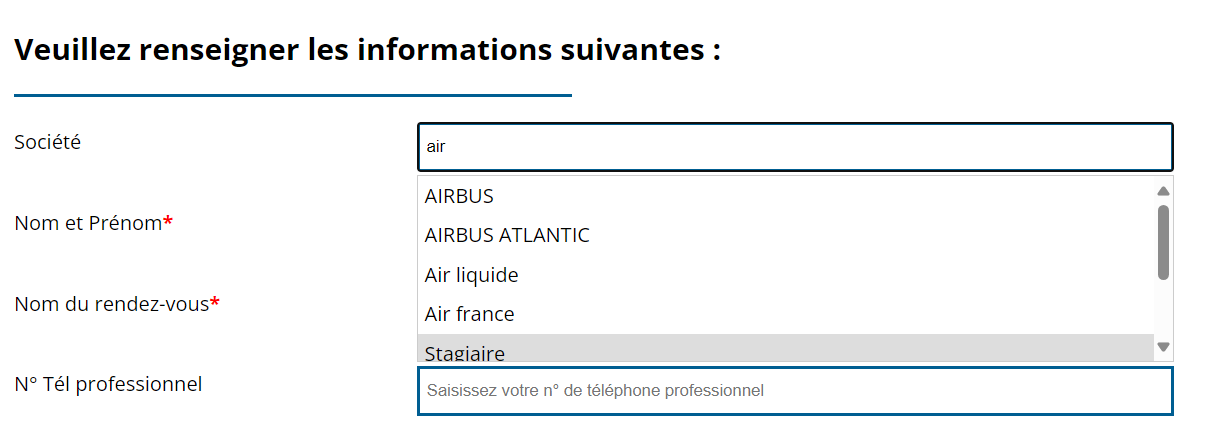 Veuillez renseigner les informations suivantes :
Société
air
AIRBUS
AIRBUS ATLANTIC
Air liquide
Air france
Stagiaire
Nom et Prénom*
Nom du rendez-vous*
N° Tél professionnel
Saisissez votre n° de téléphone professionnel